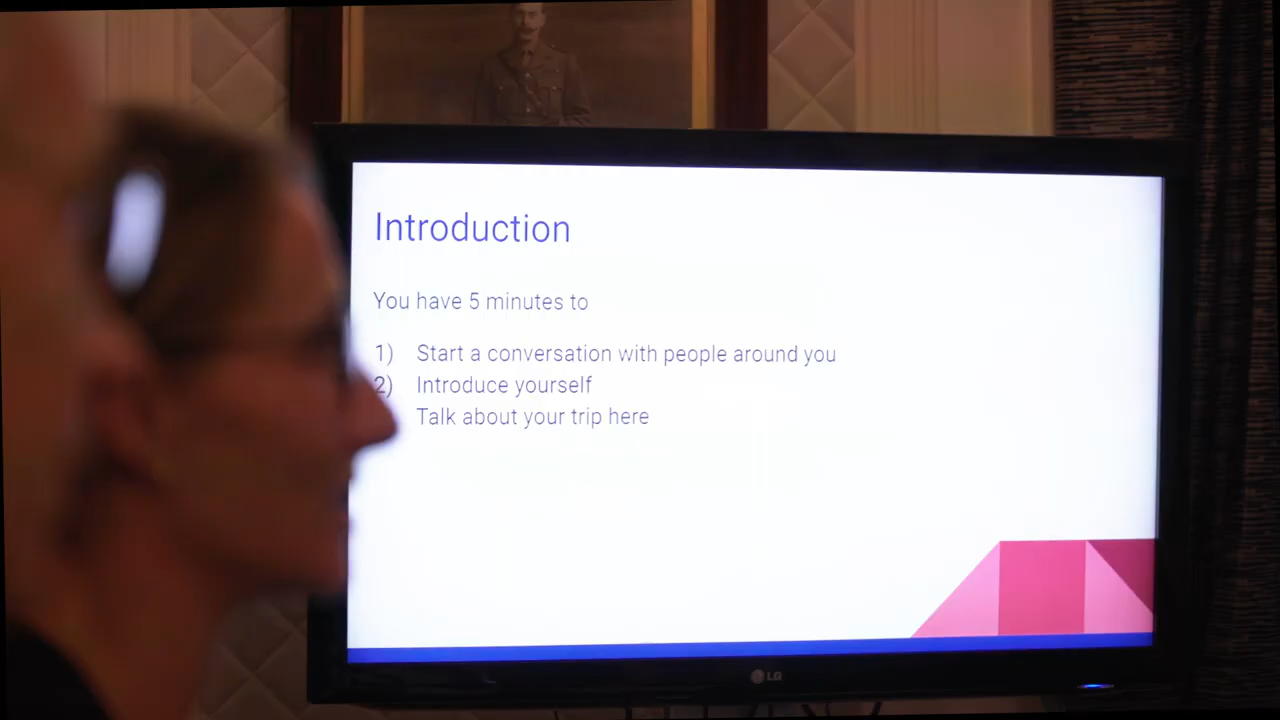 Introduction
You have 5 minutes to
1) Start a conversation with people around you
2) Introduce yourself
Talk about your trip here
LG